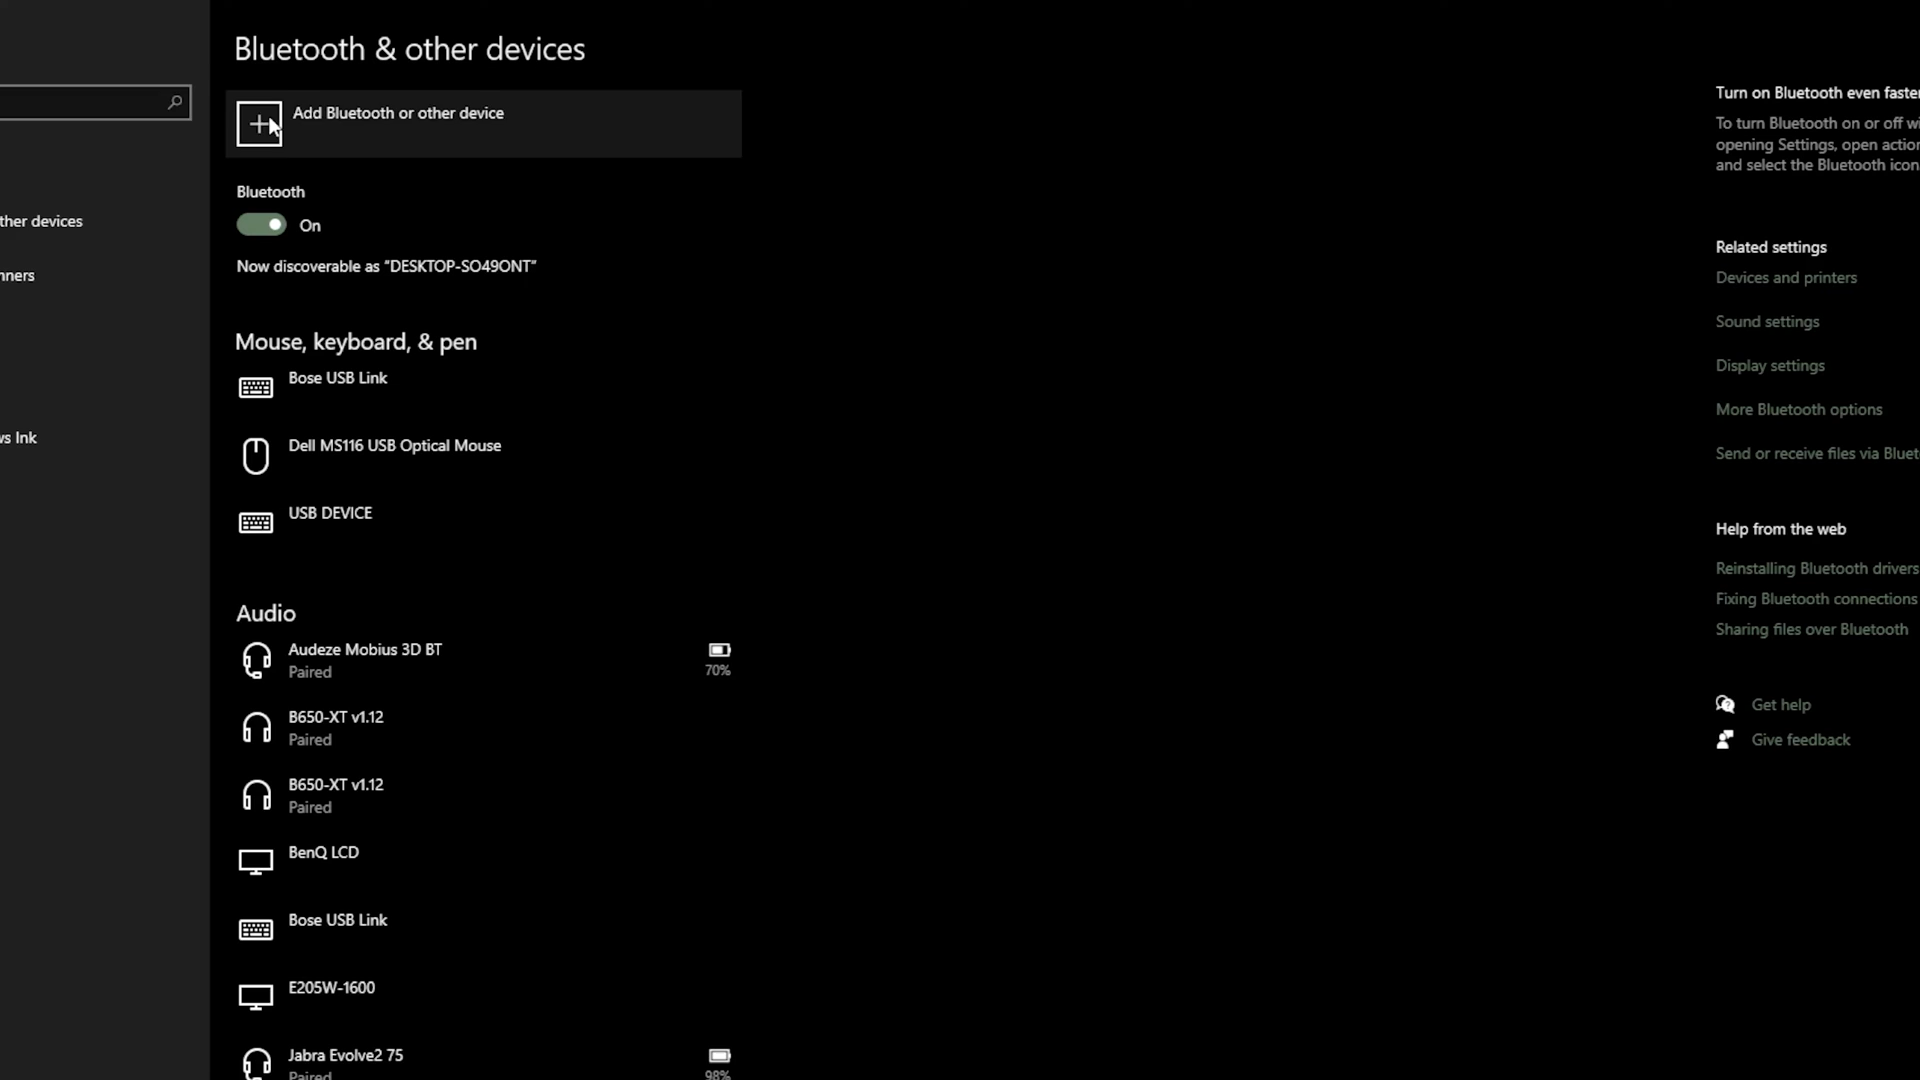 Bluetooth & other devices
Add Bluetooth or other device
Bluetooth
On
Now discoverable as “DESKTOP-SO49ONT”
ther devices
nners
ws Ink
Mouse, keyboard, & pen
Bose USB Link
Dell MS116 USB Optical Mouse
USB DEVICE
Audio
Audeze Mobius 3D BT
Paired
70%
B650-XT v1.12
Paired
B650-XT v1.12
Paired
BenQ LCD
Bose USB Link
E205W-1600
Jabra Evolve2 75
Paired
98%
Turn on Bluetooth even faster
To turn Bluetooth on or off wi
opening Settings, open action
and select the Bluetooth icon.
Related settings
Devices and printers
Sound settings
Display settings
More Bluetooth options
Send or receive files via Bluet
Help from the web
Reinstalling Bluetooth drivers
Fixing Bluetooth connections
Sharing files over Bluetooth
Get help
Give feedback